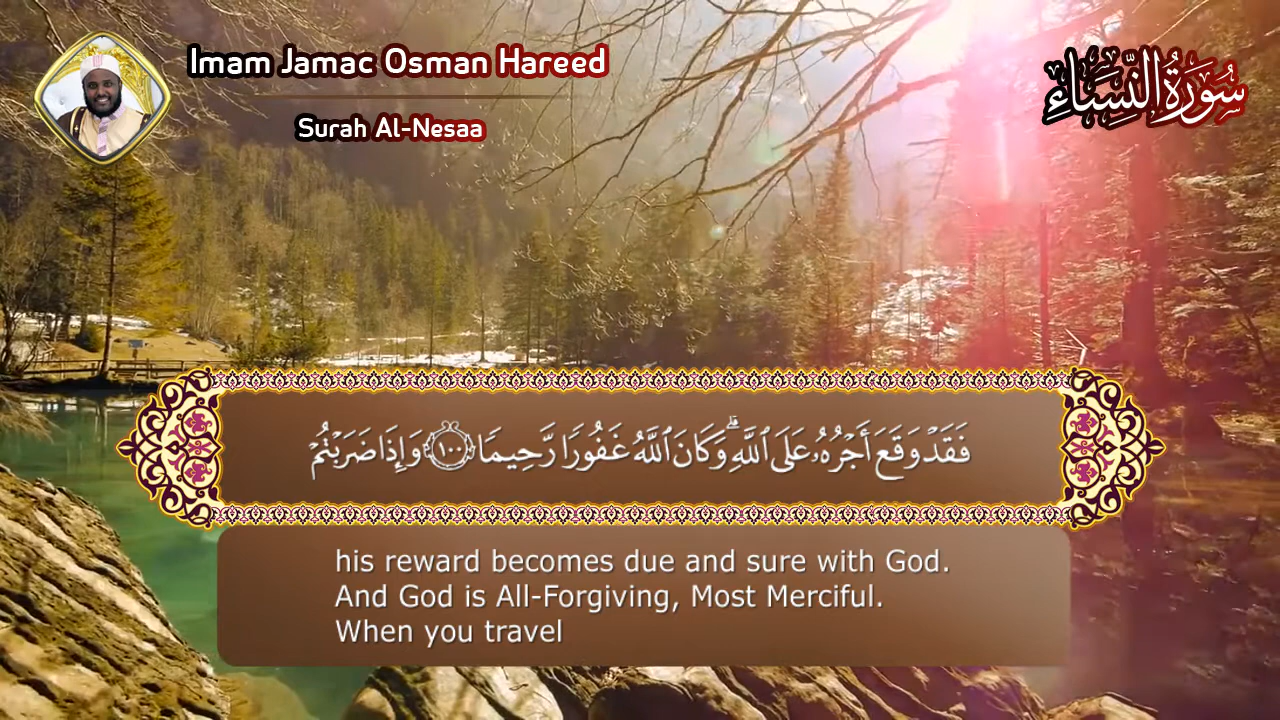 Imam Jamac Osman Hareed
سُورَةُ النِّسَاءِ
Surah Al-Nesaa
فَقَدْ وَقَعَ أَجْرُهُۥ عَلَى ٱللَّهِ ۗ وَكَانَ ٱللَّهُ غَفُورًا رَّحِيمًا ١٠٠ وَإِذَا ضَرَبْتُمْ
his reward becomes due and sure with God.
And God is All-Forgiving, Most Merciful.
When you travel